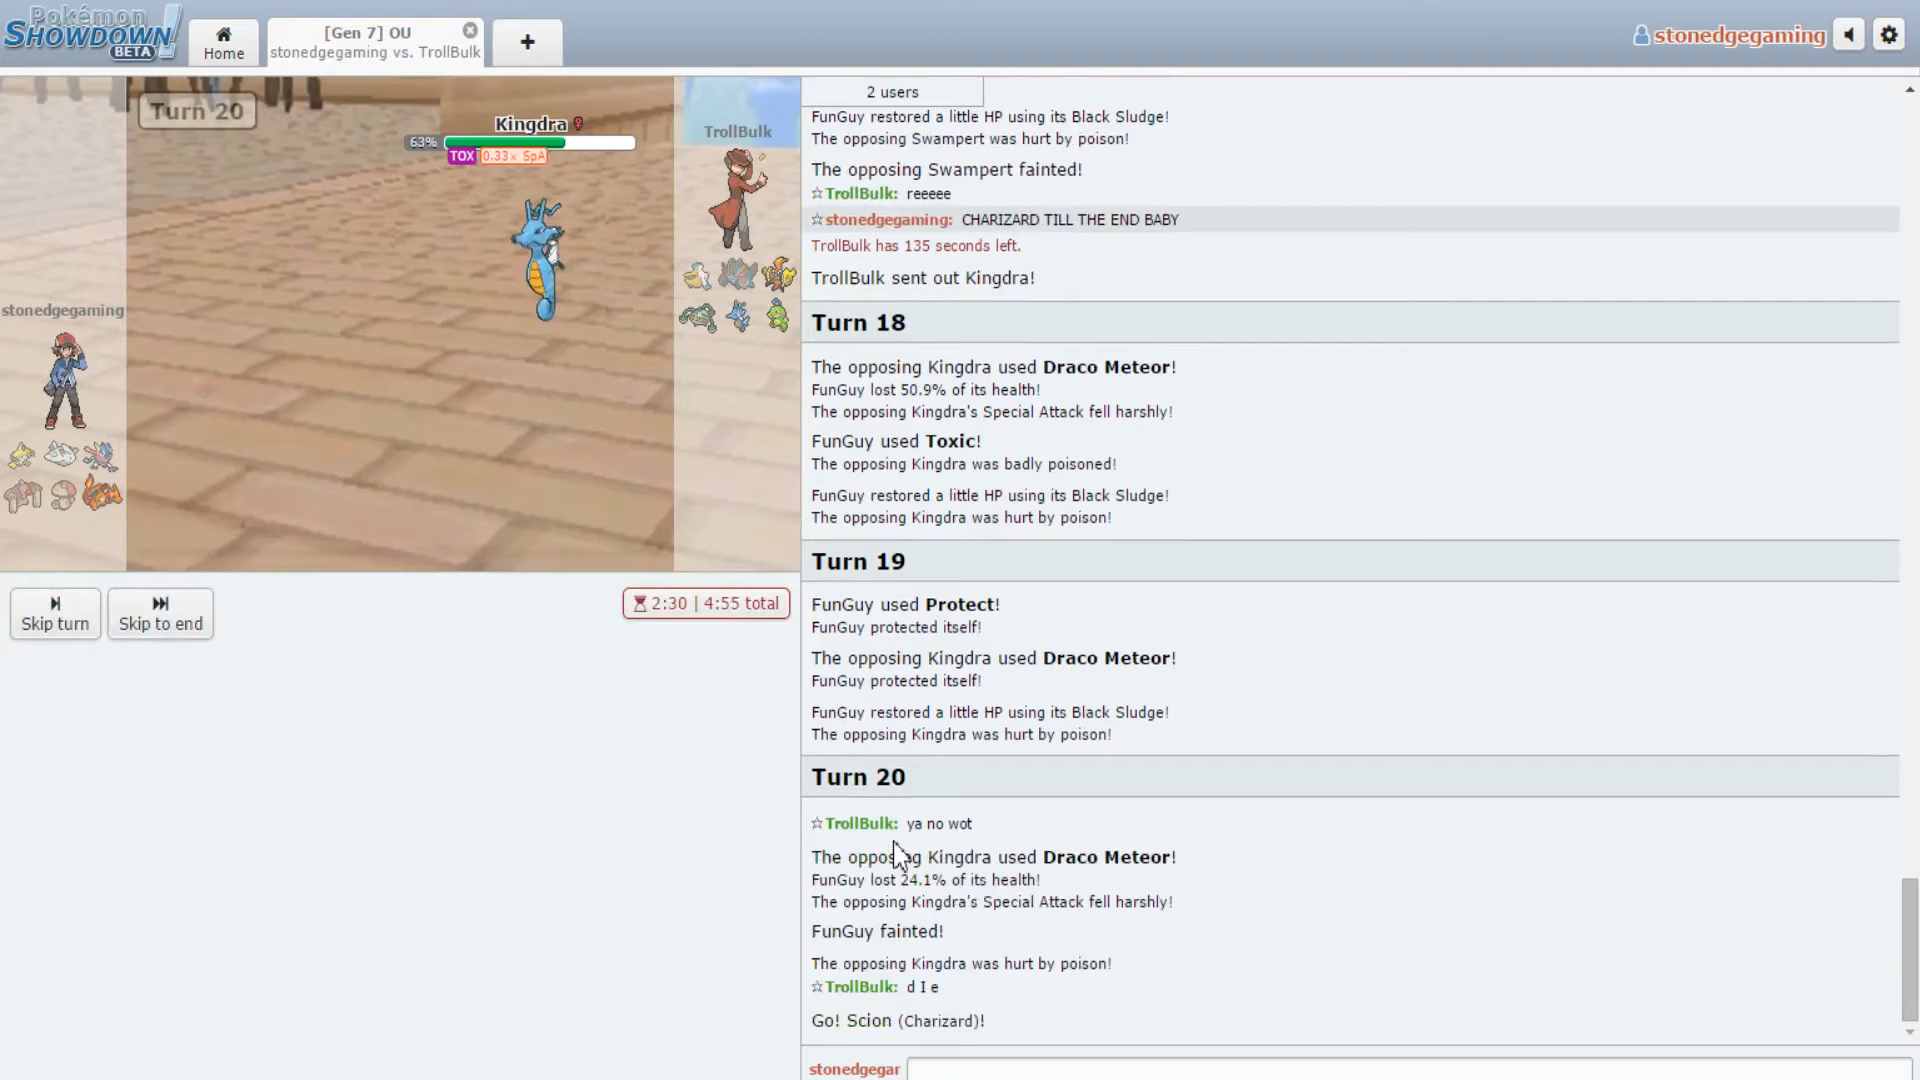 Pokémon
SHOWDOWN!
BETA
Home
[Gen 7] OU
stonedgegaming vs. TrollBulk
+
stonedgegaming
Turn 20
Kingdra ♀
63%
TOX 0.33× SpA
TrollBulk
stonedgegaming
Skip turn
Skip to end
2:30 | 4:55 total
2 users
FunGuy restored a little HP using its Black Sludge!
The opposing Swampert was hurt by poison!
The opposing Swampert fainted!
☆TrollBulk: reeeee
☆stonedgegaming: CHARIZARD TILL THE END BABY
TrollBulk has 135 seconds left.
TrollBulk sent out Kingdra!
Turn 18
The opposing Kingdra used Draco Meteor!
FunGuy lost 50.9% of its health!
The opposing Kingdra's Special Attack fell harshly!
FunGuy used Toxic!
The opposing Kingdra was badly poisoned!
FunGuy restored a little HP using its Black Sludge!
The opposing Kingdra was hurt by poison!
Turn 19
FunGuy used Protect!
FunGuy protected itself!
The opposing Kingdra used Draco Meteor!
FunGuy protected itself!
FunGuy restored a little HP using its Black Sludge!
The opposing Kingdra was hurt by poison!
Turn 20
☆TrollBulk: ya no wot
The opposing Kingdra used Draco Meteor!
FunGuy lost 24.1% of its health!
The opposing Kingdra's Special Attack fell harshly!
FunGuy fainted!
The opposing Kingdra was hurt by poison!
☆TrollBulk: d I e
Go! Scion (Charizard)!
stonedgegar